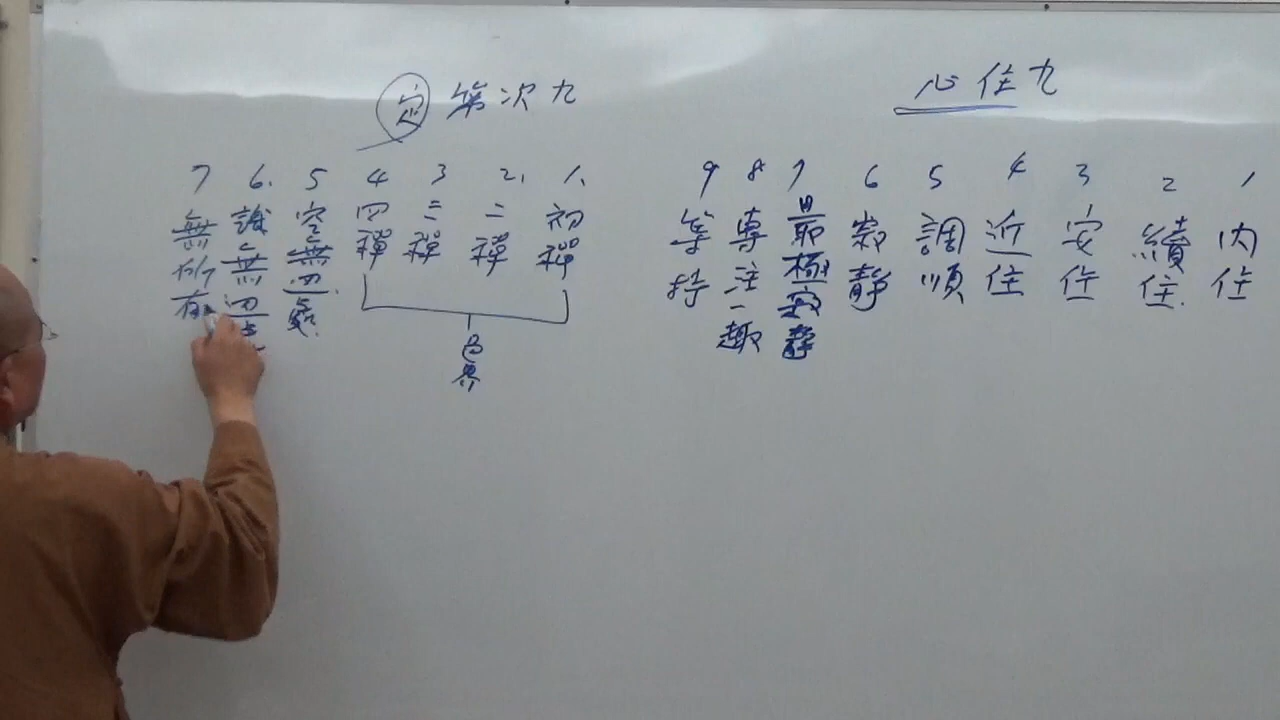 心住九
1 內住
2 續住
3 安住
4 近住
5 調順
6 寂靜
7 最極寂靜
8 專注一趣
9 等持
定第次九
1. 初禪
2. 二禪
3 三禪
4 四禪
色界
5 空無边處
6. 識無边
7 無所有